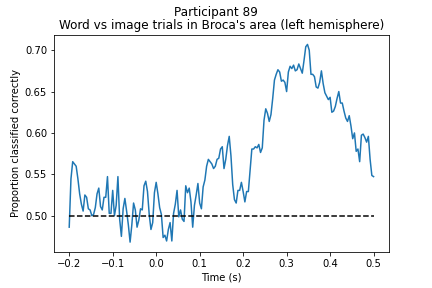 Participant 89
Word vs image trials in Broca's area (left hemisphere)
Proportion classified correctly
0.70
0.65
0.60
0.55
0.50
−0.2 −0.1 0.0 0.1 0.2 0.3 0.4 0.5
Time (s)